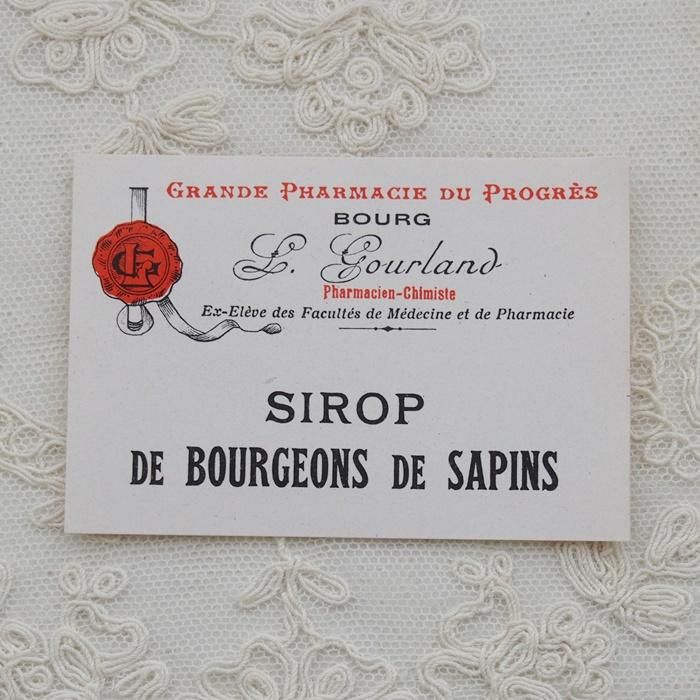 GRANDE PHARMACIE DU PROGRÈS
BOURG
L. Gourland
Pharmacien-Chimiste
Ex-Elève des Facultés de Médecine et de Pharmacie
SIROP
DE BOURGEONS DE SAPINS